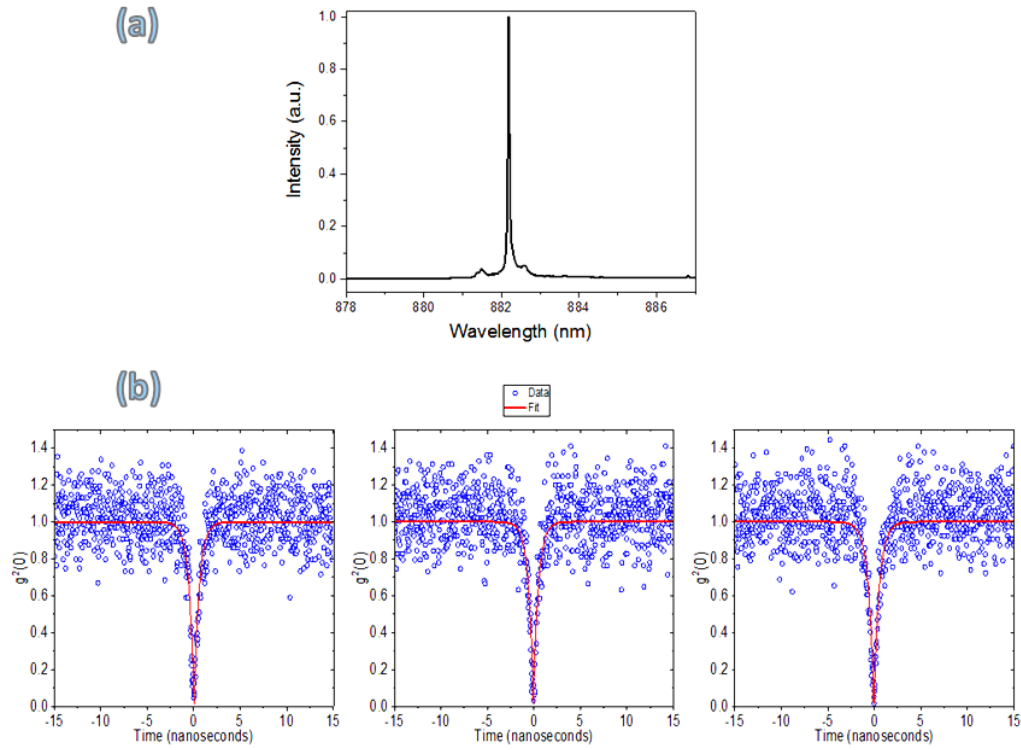 (a)
Intensity (a.u.)
1.0
0.8
0.6
0.4
0.2
0.0
878 880 882 884 886
Wavelength (nm)
(b)
Data
Fit
g²(0)
1.4
1.2
1.0
0.8
0.6
0.4
0.2
0.0
-15 -10 -5 0 5 10 15
Time (nanoseconds)
g²(0)
1.4
1.2
1.0
0.8
0.6
0.4
0.2
0.0
-15 -10 -5 0 5 10 15
Time (nanoseconds)
g²(0)
1.4
1.2
1.0
0.8
0.6
0.4
0.2
0.0
-15 -10 -5 0 5 10 15
Time (nanoseconds)